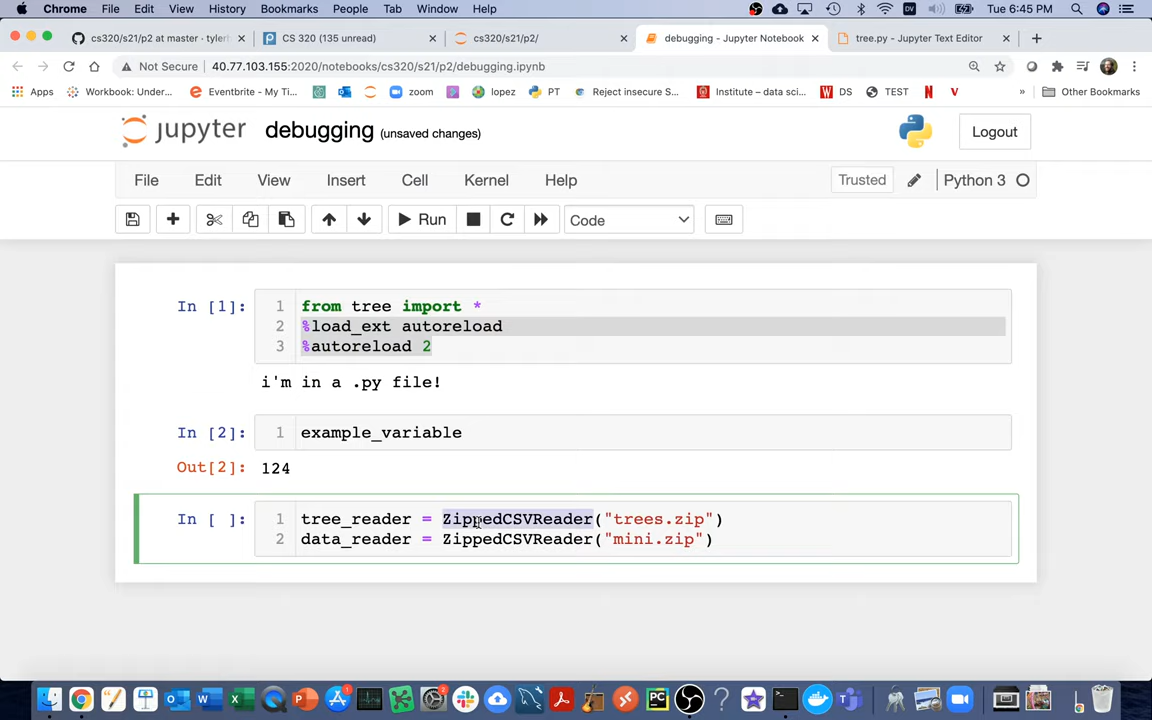 Chrome File Edit View History Bookmarks People Tab Window Help Tue 6:45 PM
cs320/s21/p2 at master · tylerh CS 320 (135 unread) cs320/s21/p2/ debugging - Jupyter Notebook tree.py - Jupyter Text Editor
Not Secure 40.77.103.155:2020/notebooks/cs320/s21/p2/debugging.ipynb
Apps Workbook: Under... Eventbrite - My Ti... zoom lopez PT Reject insecure S... Institute – data sci... DS TEST » Other Bookmarks
jupyter debugging (unsaved changes) Logout
File Edit View Insert Cell Kernel Help Trusted Python 3
Run Code
In [1]: 1 from tree import *
2 %load_ext autoreload
3 %autoreload 2
i'm in a .py file!
In [2]: 1 example_variable
Out[2]: 124
In [ ]: 1 tree_reader = ZippedCSVReader("trees.zip")
2 data_reader = ZippedCSVReader("mini.zip")